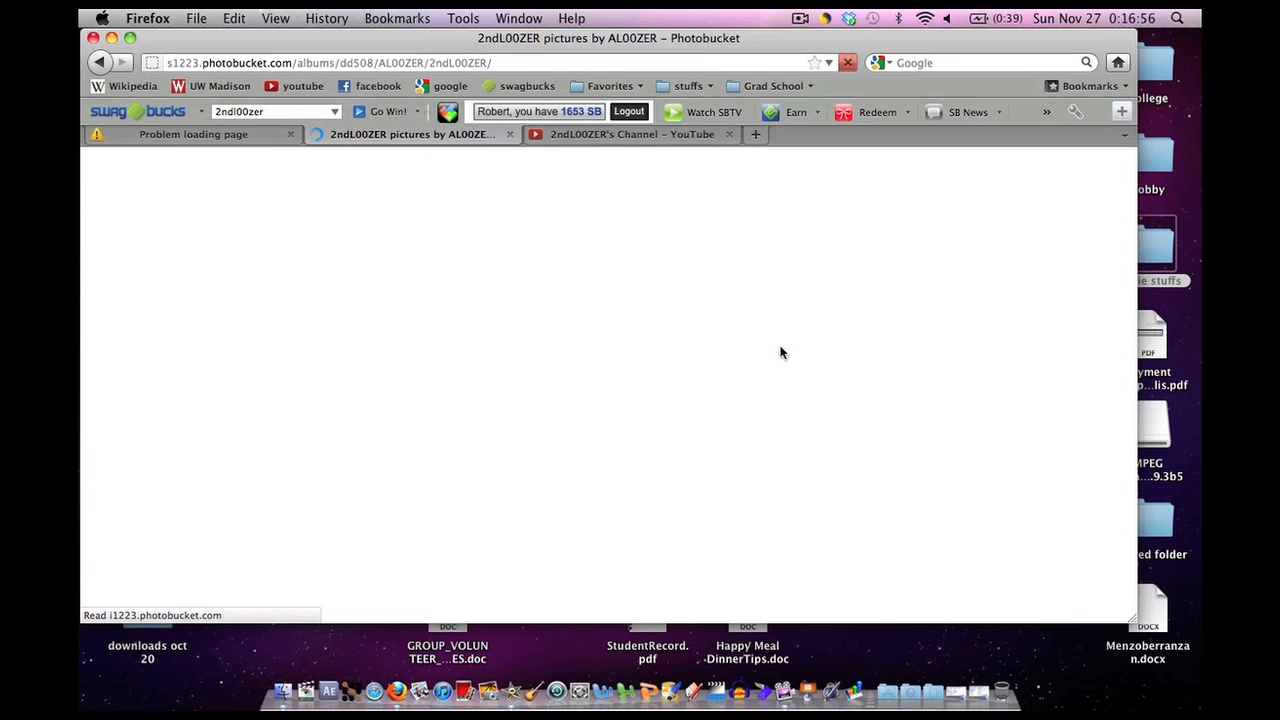 Firefox File Edit View History Bookmarks Tools Window Help (0:39) Sun Nov 27 0:16:56
2ndL00ZER pictures by AL00ZER – Photobucket
s1223.photobucket.com/albums/dd508/AL00ZER/2ndL00ZER/ Google
Wikipedia UW Madison youtube facebook google swagbucks Favorites stuffs Grad School Bookmarks
swagbucks 2ndl00zer Go Win! Robert, you have 1653 SB Logout Watch SBTV Earn Redeem SB News »
Problem loading page 2ndL00ZER pictures by AL00ZE... 2ndL00ZER's Channel – YouTube
ollege
obby
ie stuffs
PDF
yment
p...lis.pdf
MPEG
....9.3b5
ed folder
Read i1223.photobucket.com
DOC DOC DOCX
downloads oct
20
GROUP_VOLUN
TEER_...ES.doc
StudentRecord.
pdf
Happy Meal
DinnerTips.doc
Menzoberranza
n.docx
AE